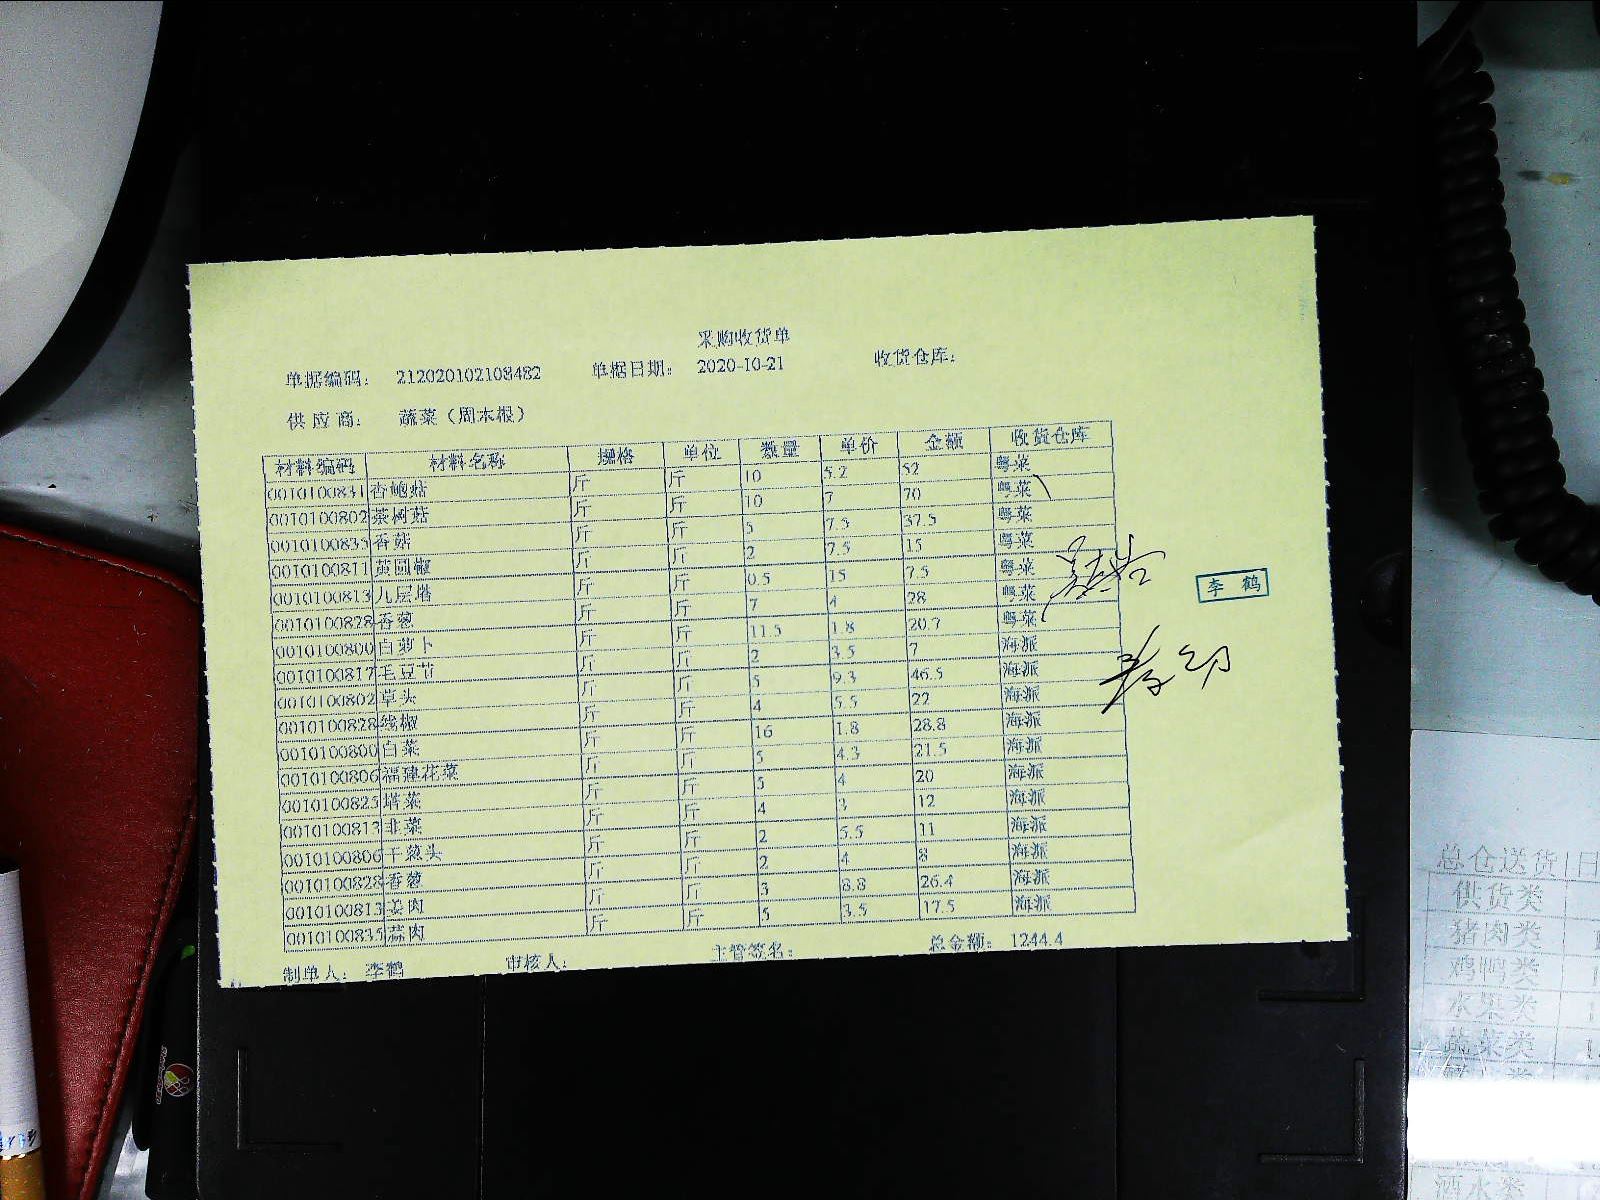 采购收货单
单据编码: 212020102108482 单据日期: 2020-10-21 收货仓库:
供应商: 蔬菜（周本根）
材料编码 材料名称 规格 单位 数量 单价 金额 收货仓库
0010100831 杏鲍菇 斤 斤 10 5.2 52 粤菜
0010100802 茶树菇 斤 斤 10 7 70 粤菜
0010100835 香菇 斤 斤 5 7.5 37.5 粤菜
0010100811 黄圆椒 斤 斤 2 7.5 15 粤菜
0010100813 九层塔 斤 斤 0.5 15 7.5 粤菜
0010100828 香葱 斤 斤 7 4 28 粤菜
0010100800 白萝卜 斤 斤 11.5 1.8 20.7 粤菜
0010100817 毛豆节 斤 斤 2 3.5 7 海派
0010100802 草头 斤 斤 5 9.3 46.5 海派
0010100828 线椒 斤 斤 4 5.5 22 海派
0010100800 白菜 斤 斤 16 1.8 28.8 海派
0010100806 福建花菜 斤 斤 5 4.3 21.5 海派
0010100825 塔菜 斤 斤 5 4 20 海派
0010100813 韭菜 斤 斤 4 3 12 海派
0010100806 干葱头 斤 斤 2 5.5 11 海派
0010100828 香葱 斤 斤 2 4 8 海派
0010100813 姜肉 斤 斤 3 8.8 26.4 海派
0010100835 蒜肉 斤 斤 5 3.5 17.5 海派
制单人: 李鹤 审核人: 主管签名: 总金额: 1244.4
李鹤
总仓送货 日
供货类
猪肉类
鸡鸭类
水果类
蔬菜类
酒水类